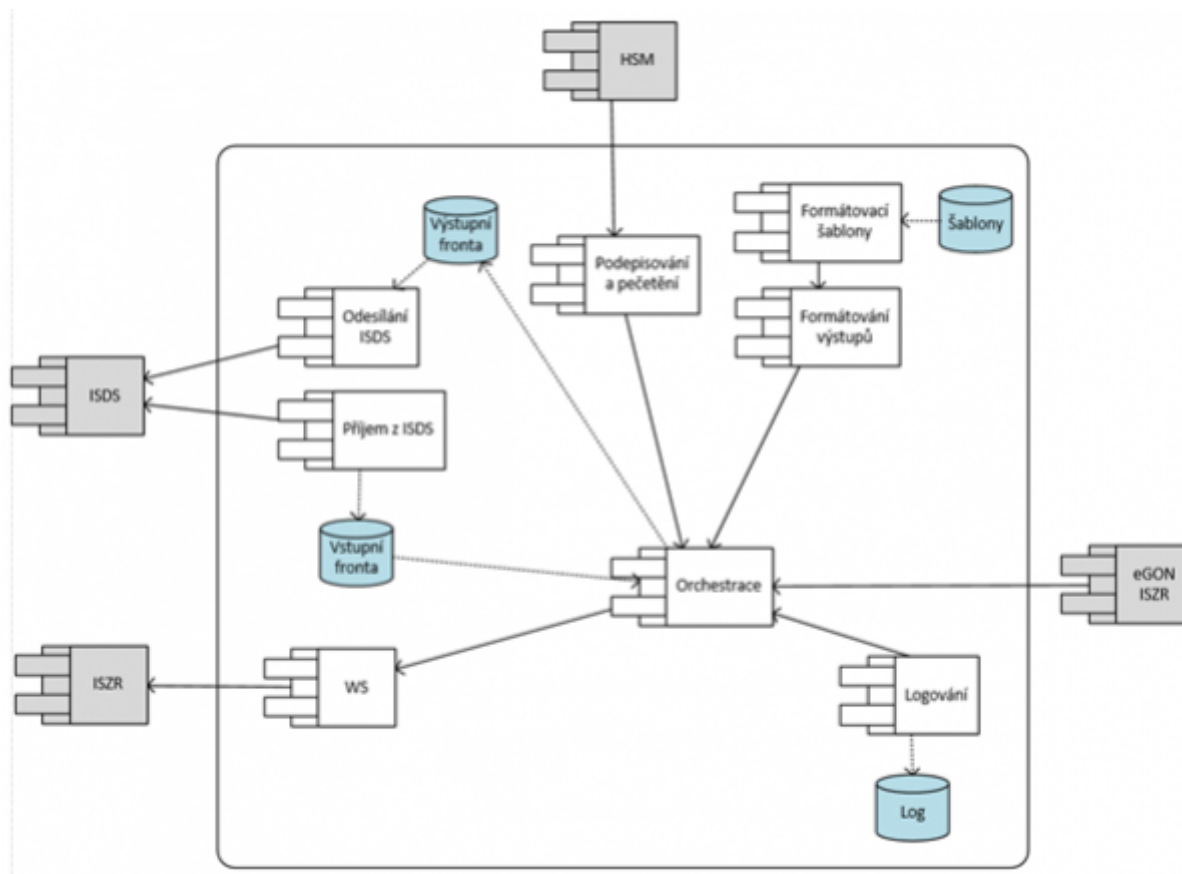 HSM
Výstupní
fronta
Podepisování
a pečetění
Formátovací
šablony
Šablony
Odesílání
ISDS
Formátování
výstupů
ISDS
Příjem z ISDS
Vstupní
fronta
Orchestrace
eGON
ISZR
ISZR
WS
Logování
Log